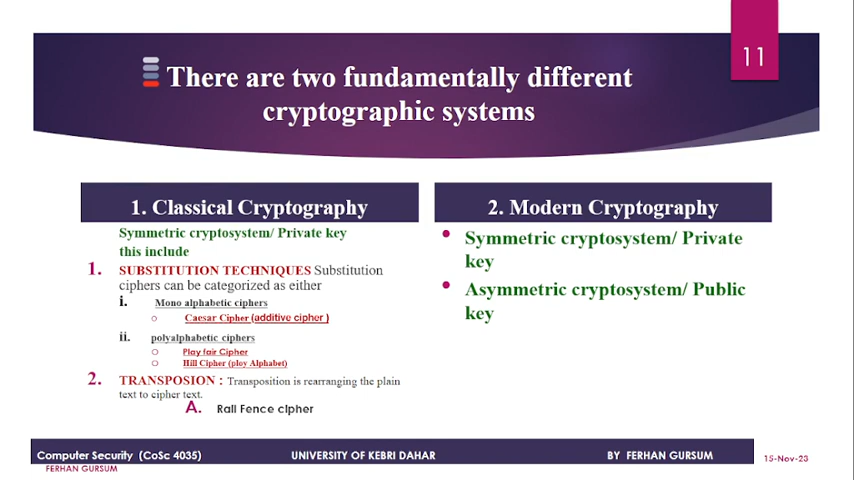 11
There are two fundamentally different
cryptographic systems
1. Classical Cryptography
Symmetric cryptosystem/ Private key
this include
1. SUBSTITUTION TECHNIQUES Substitution
ciphers can be categorized as either
i. Mono alphabetic ciphers
○ Caesar Cipher (additive cipher )
ii. polyalphabetic ciphers
○ Play fair Cipher
○ Hill Cipher (ploy Alphabet)
2. TRANSPOSION : Transposition is rearranging the plain
text to cipher text.
A. Rail Fence cipher
2. Modern Cryptography
• Symmetric cryptosystem/ Private
key
• Asymmetric cryptosystem/ Public
key
Computer Security (CoSc 4035) UNIVERSITY OF KEBRI DAHAR BY FERHAN GURSUM
15-Nov-23
FERHAN GURSUM